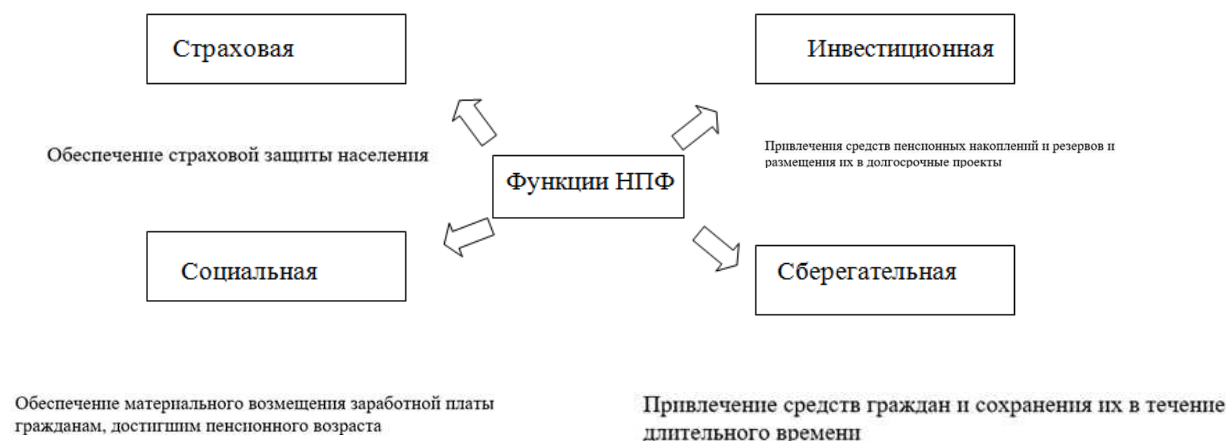 Страховая
Инвестиционная
Обеспечение страховой защиты населения
Привлечения средств пенсионных накоплений и резервов и
размещения их в долгосрочные проекты
Функции НПФ
Социальная
Сберегательная
Обеспечение материального возмещения заработной платы
гражданам, достигшим пенсионного возраста
Привлечение средств граждан и сохранения их в течение
длительного времени